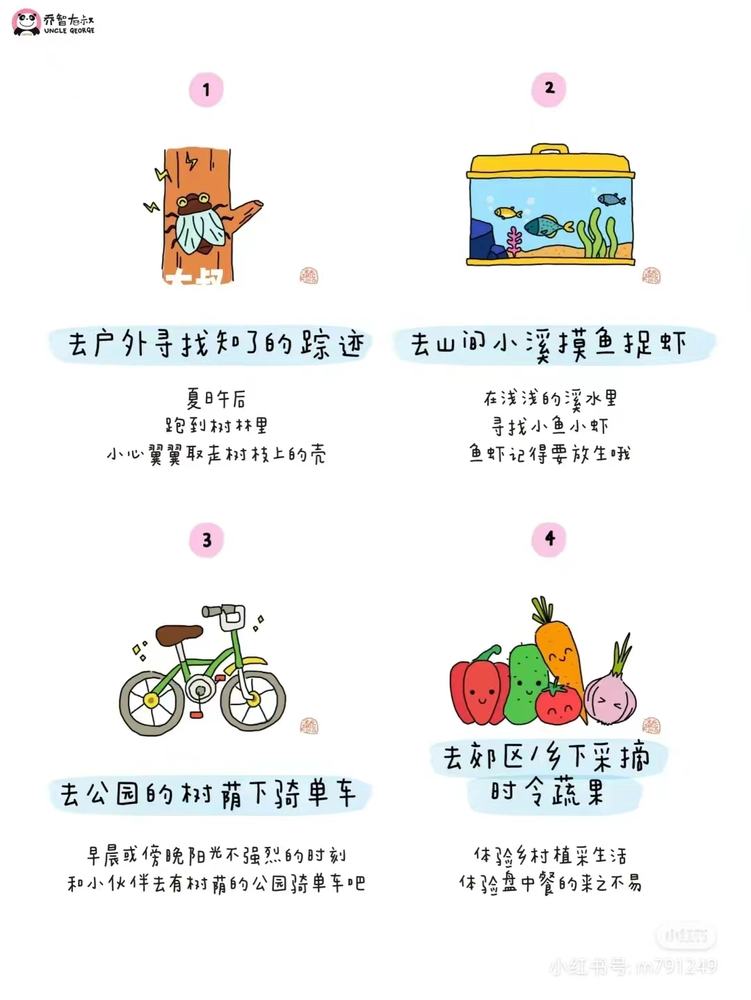 乔智大叔
UNCLE GEORGE
1
大叔
去户外寻找知了的踪迹
夏日午后
跑到树林里
小心翼翼取走树枝上的壳
2
去山间小溪摸鱼捉虾
在浅浅的溪水里
寻找小鱼小虾
鱼虾记得要放生哦
3
去公园的树荫下骑单车
早晨或傍晚阳光不强烈的时刻
和小伙伴去有树荫的公园骑单车吧
4
去郊区/乡下采摘
时令蔬果
体验乡村植采生活
体验盘中餐的来之不易
小红书
小红书号: m791249